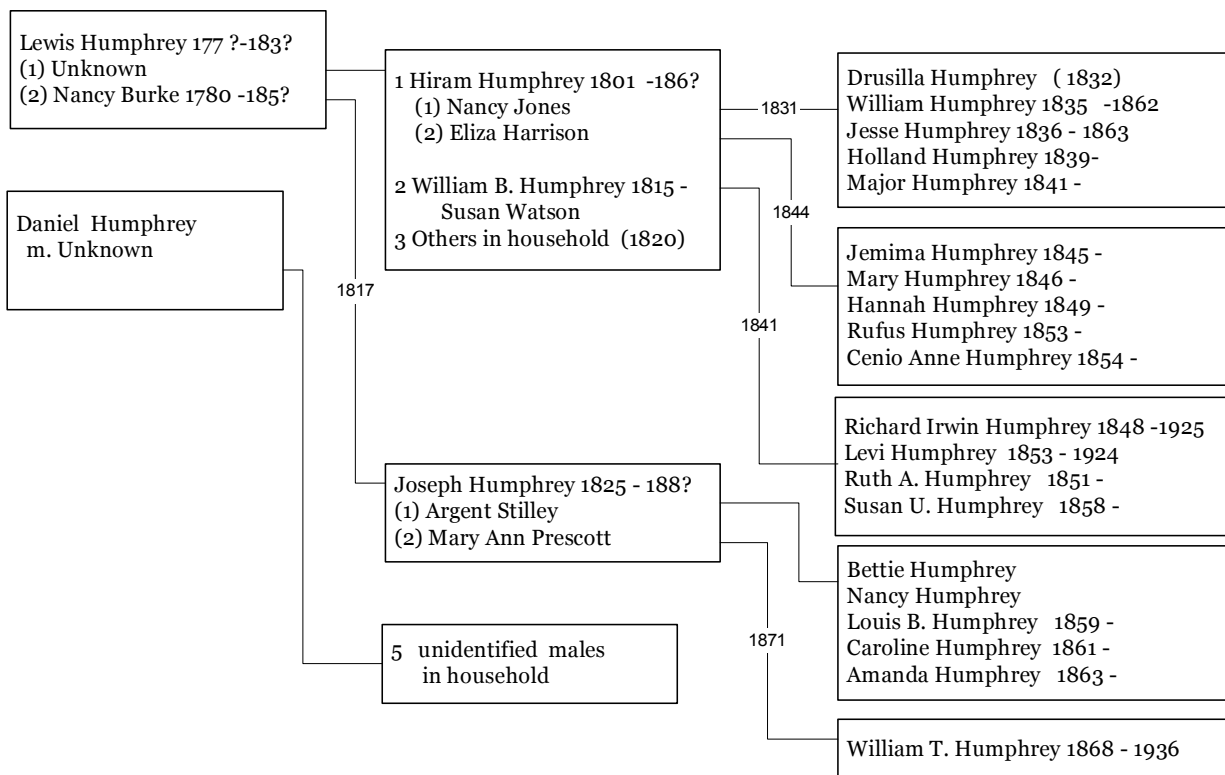 Lewis Humphrey 177 ?-183?
(1) Unknown
(2) Nancy Burke 1780 -185?
Daniel Humphrey
m. Unknown
1817
1 Hiram Humphrey 1801 -186?
(1) Nancy Jones
(2) Eliza Harrison
2 William B. Humphrey 1815 -
Susan Watson
3 Others in household (1820)
Joseph Humphrey 1825 - 188?
(1) Argent Stilley
(2) Mary Ann Prescott
5 unidentified males
in household
1831
1844
1841
1871
Drusilla Humphrey ( 1832)
William Humphrey 1835 -1862
Jesse Humphrey 1836 - 1863
Holland Humphrey 1839-
Major Humphrey 1841 -
Jemima Humphrey 1845 -
Mary Humphrey 1846 -
Hannah Humphrey 1849 -
Rufus Humphrey 1853 -
Cenio Anne Humphrey 1854 -
Richard Irwin Humphrey 1848 -1925
Levi Humphrey 1853 - 1924
Ruth A. Humphrey 1851 -
Susan U. Humphrey 1858 -
Bettie Humphrey
Nancy Humphrey
Louis B. Humphrey 1859 -
Caroline Humphrey 1861 -
Amanda Humphrey 1863 -
William T. Humphrey 1868 - 1936